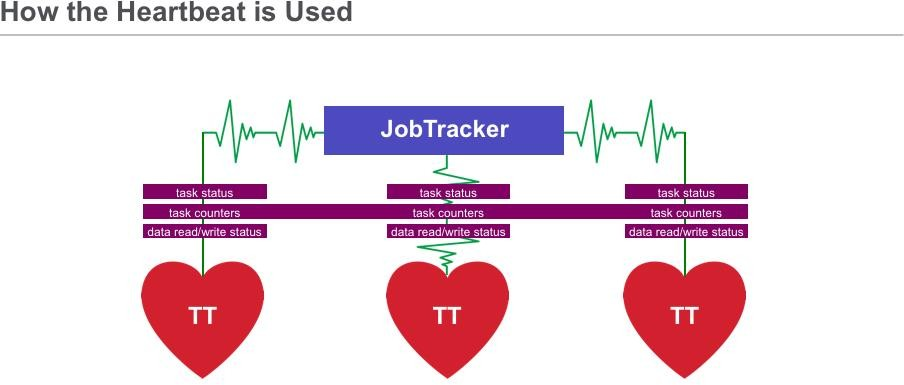 How the Heartbeat is Used
JobTracker
task status task status task status
task counters task counters task counters
data read/write status data read/write status data read/write status
TT TT TT